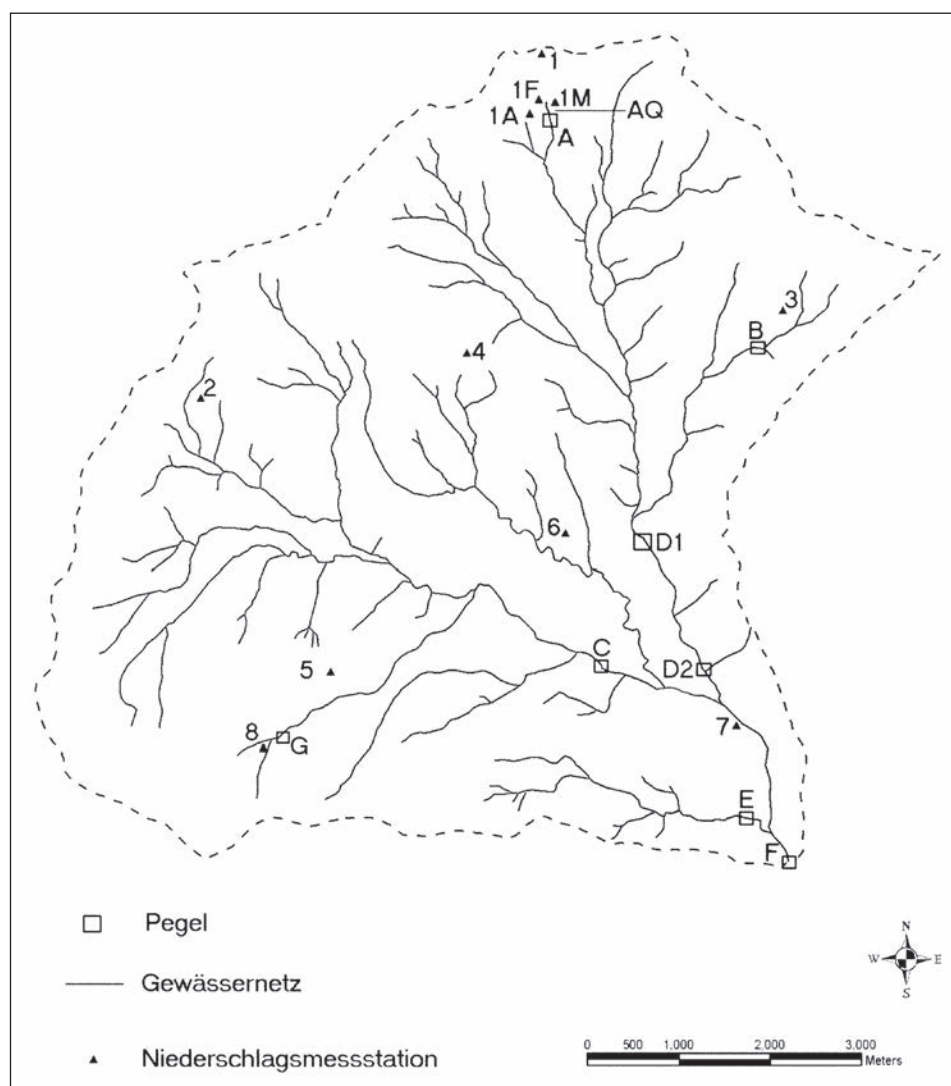 1
1F
1M
1A
AQ
A
3
B
4
2
6
D1
C
5
D2
7
8
G
E
F
Pegel
Gewässernetz
Niederschlagsmessstation
N
W E
S
0 500 1,000 2,000 3,000
Meters